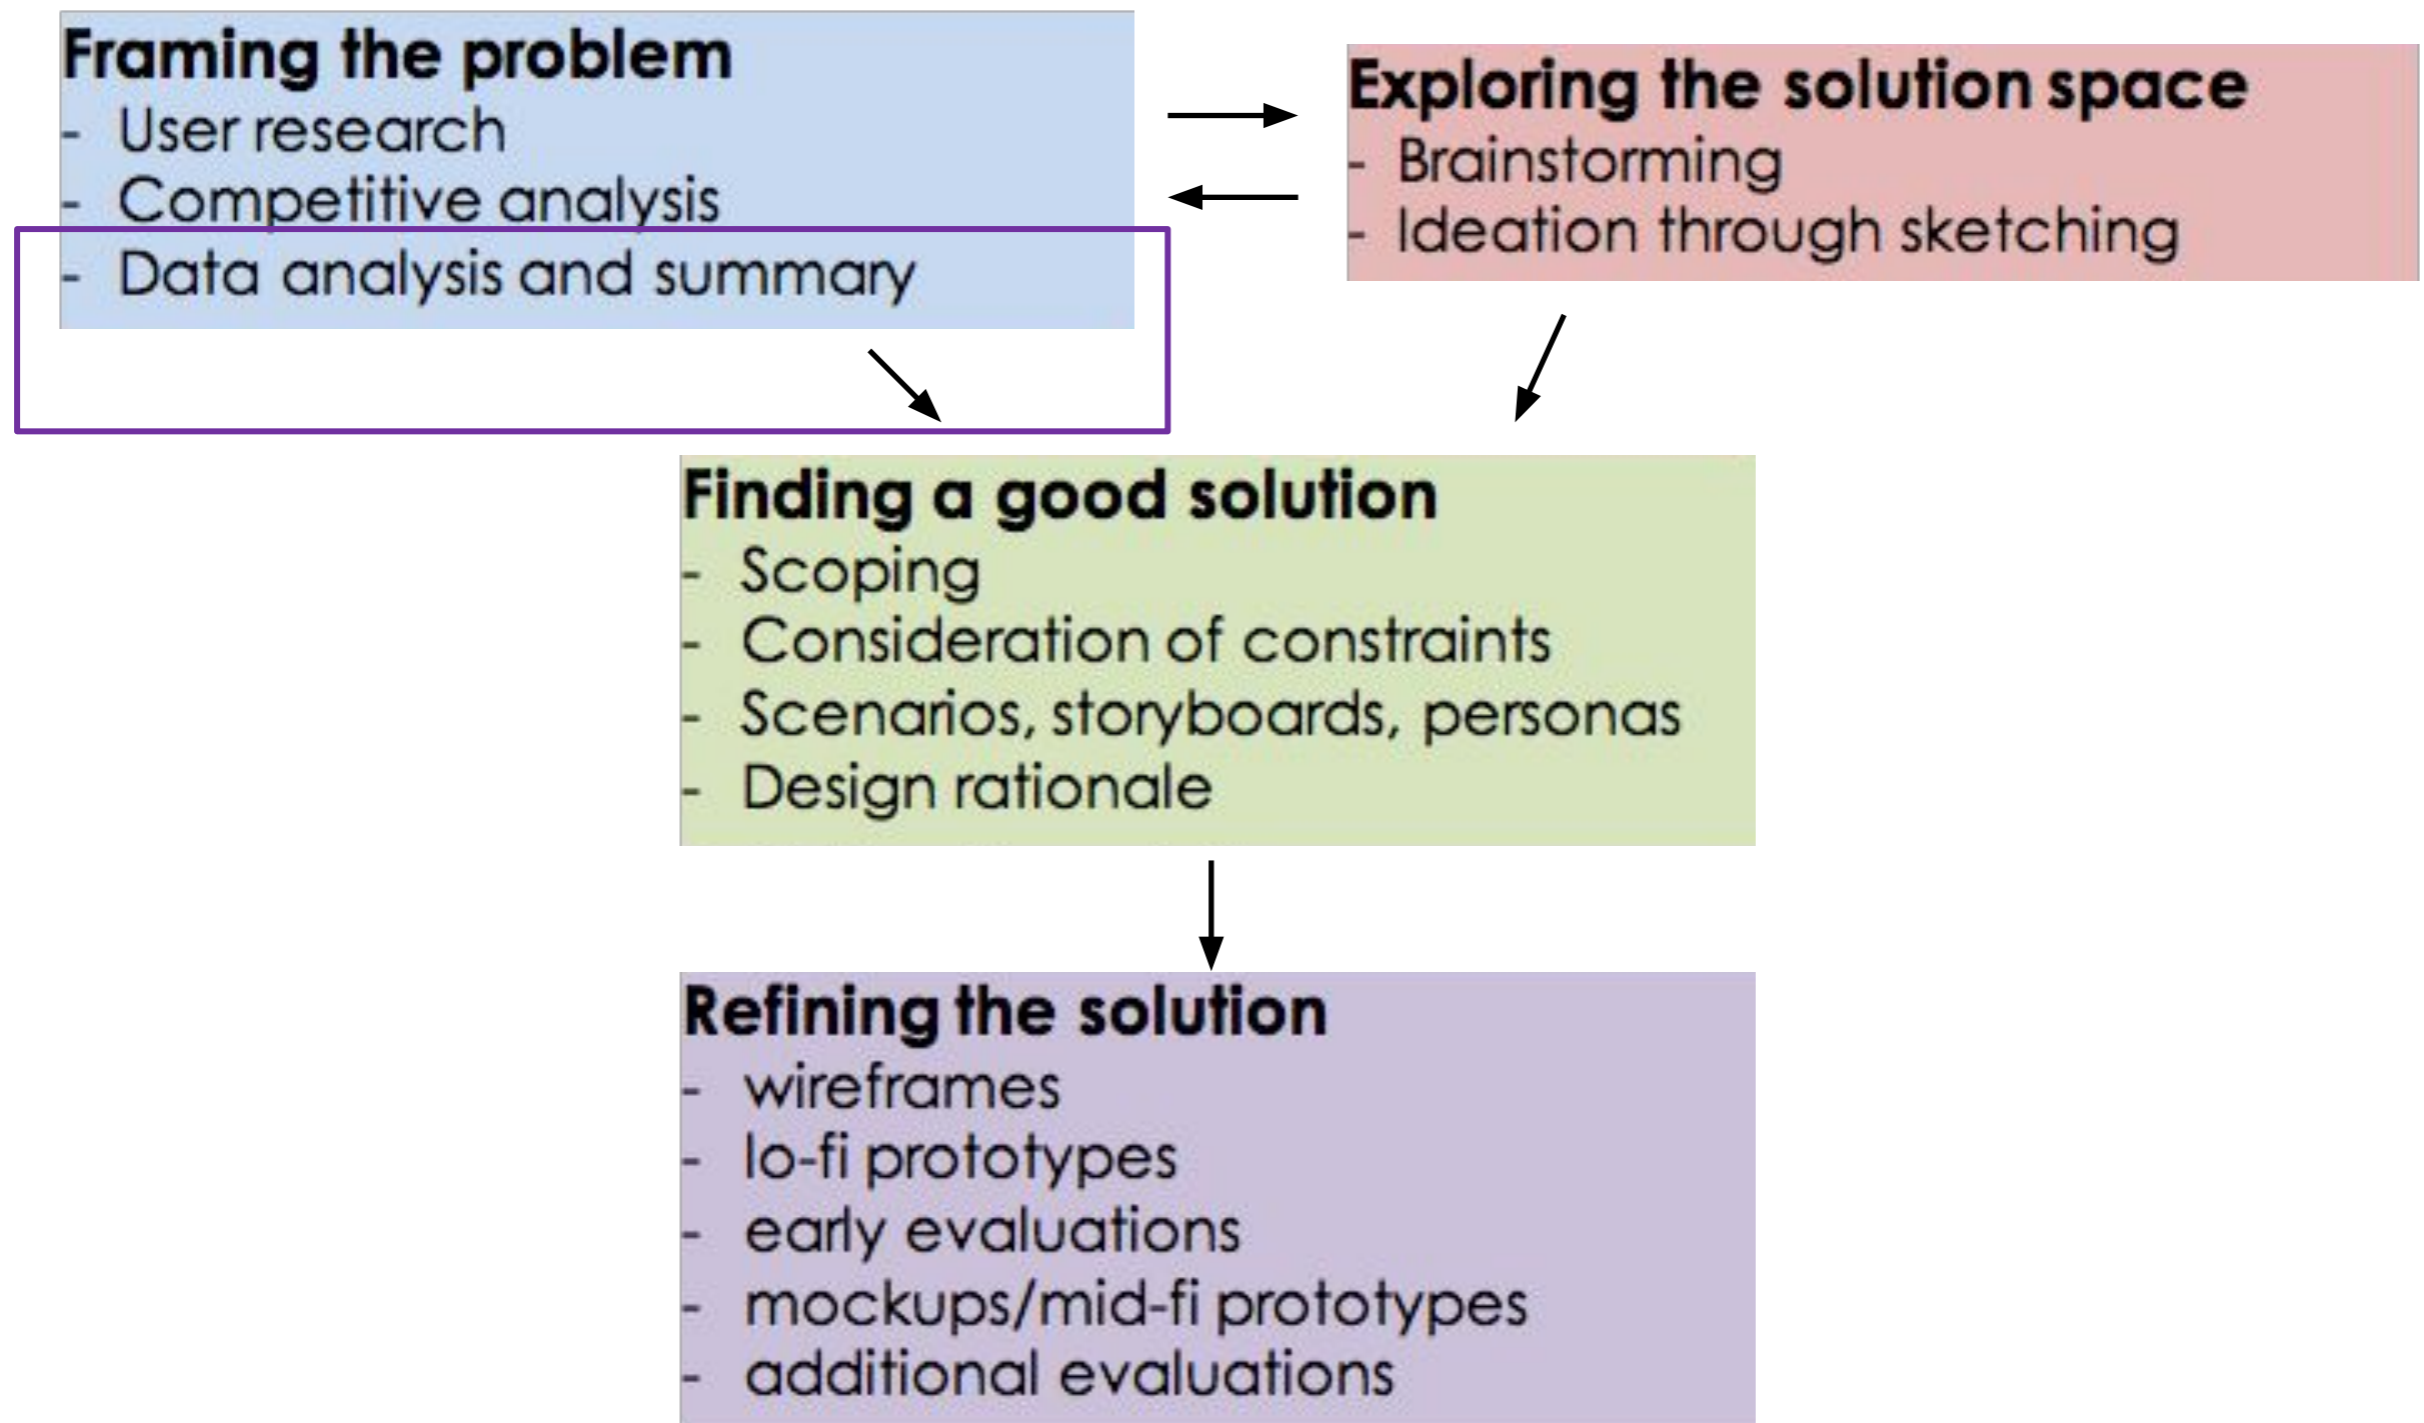 Framing the problem
- User research
- Competitive analysis
- Data analysis and summary
Exploring the solution space
- Brainstorming
- Ideation through sketching
Finding a good solution
- Scoping
- Consideration of constraints
- Scenarios, storyboards, personas
- Design rationale
Refining the solution
- wireframes
- lo-fi prototypes
- early evaluations
- mockups/mid-fi prototypes
- additional evaluations